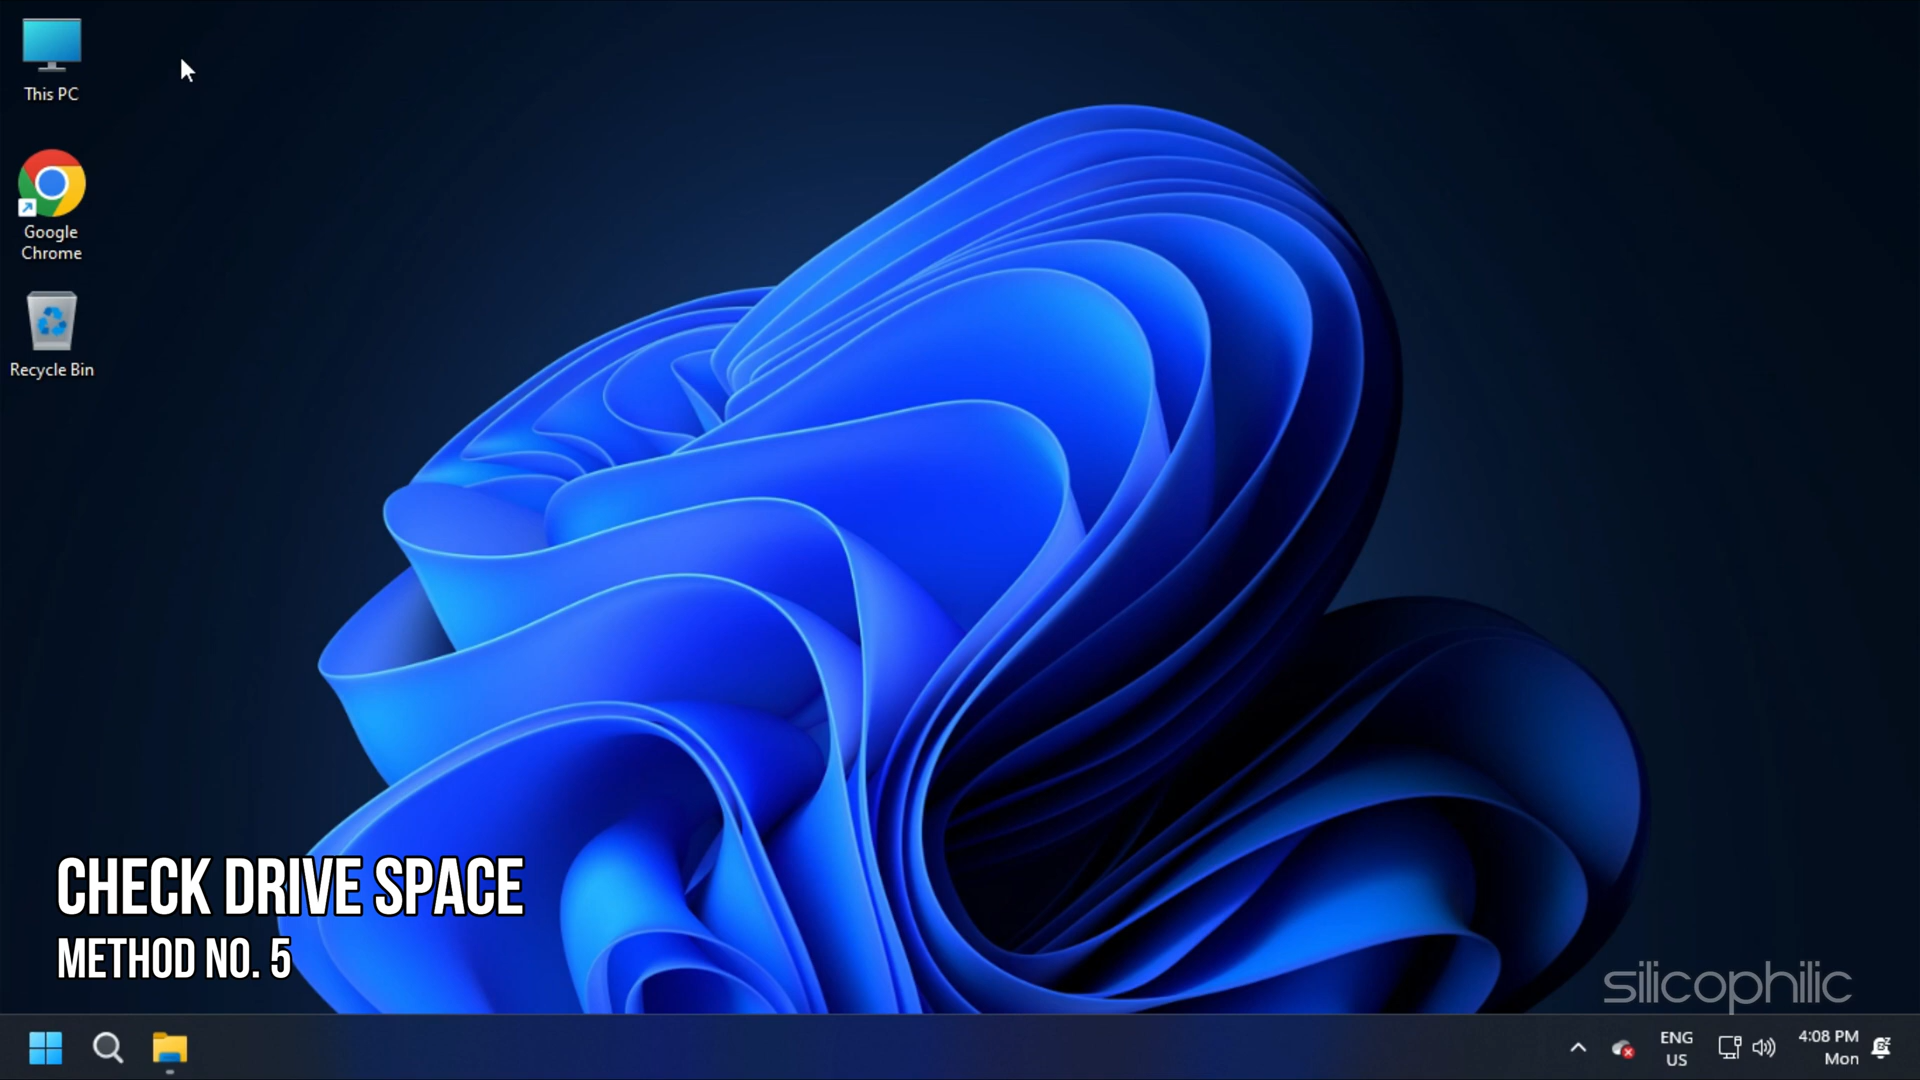 This PC
Google
Chrome
Recycle Bin
CHECK DRIVE SPACE
METHOD NO. 5
silicophilic
ENG
US
4:08 PM
Mon